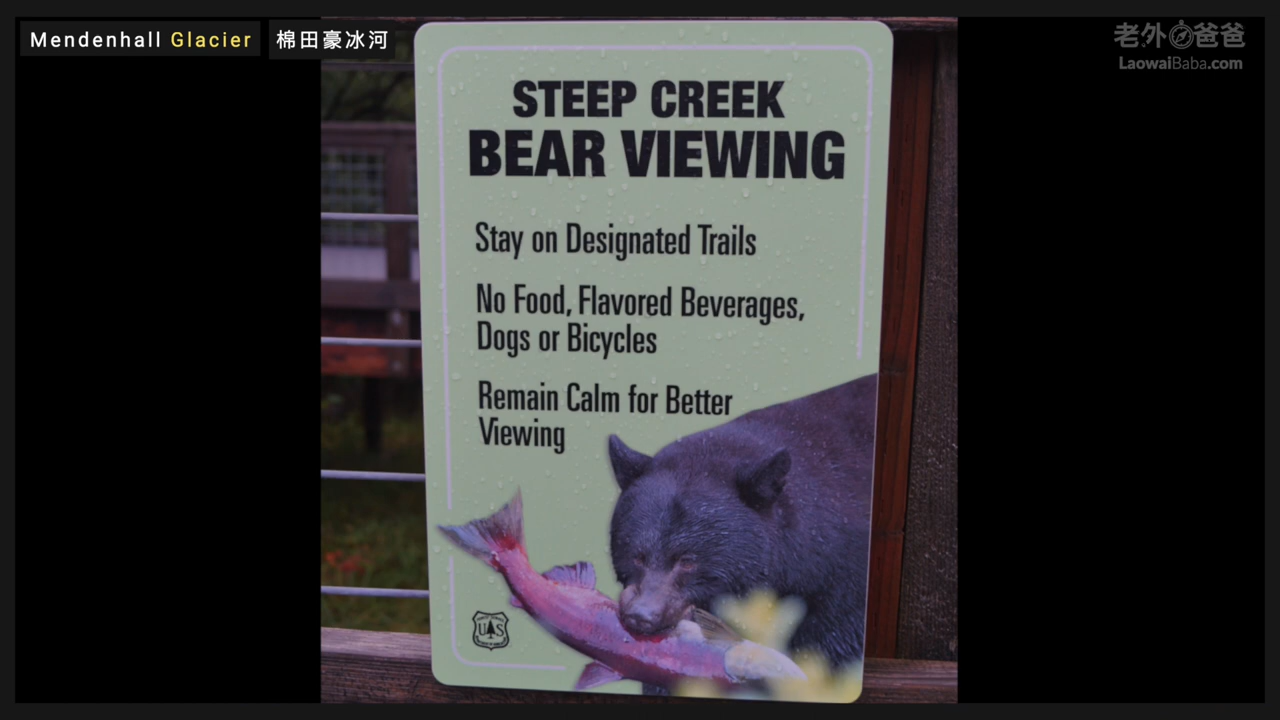 Mendenhall Glacier 棉田豪冰河
老外爸爸
LaowaiBaba.com
STEEP CREEK
BEAR VIEWING
Stay on Designated Trails
No Food, Flavored Beverages,
Dogs or Bicycles
Remain Calm for Better
Viewing
UAS